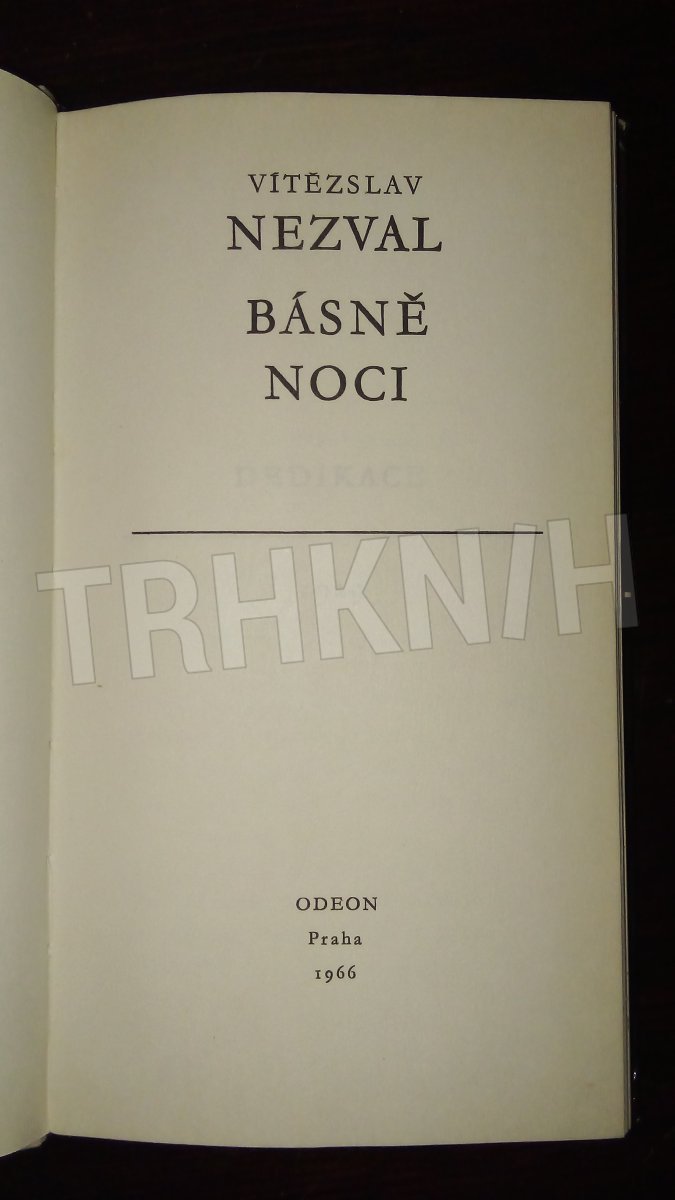 VÍTĚZSLAV
NEZVAL
BÁSNĚ
NOCI
DEDIKACE
TRHKNIH.
ODEON
Praha
1966